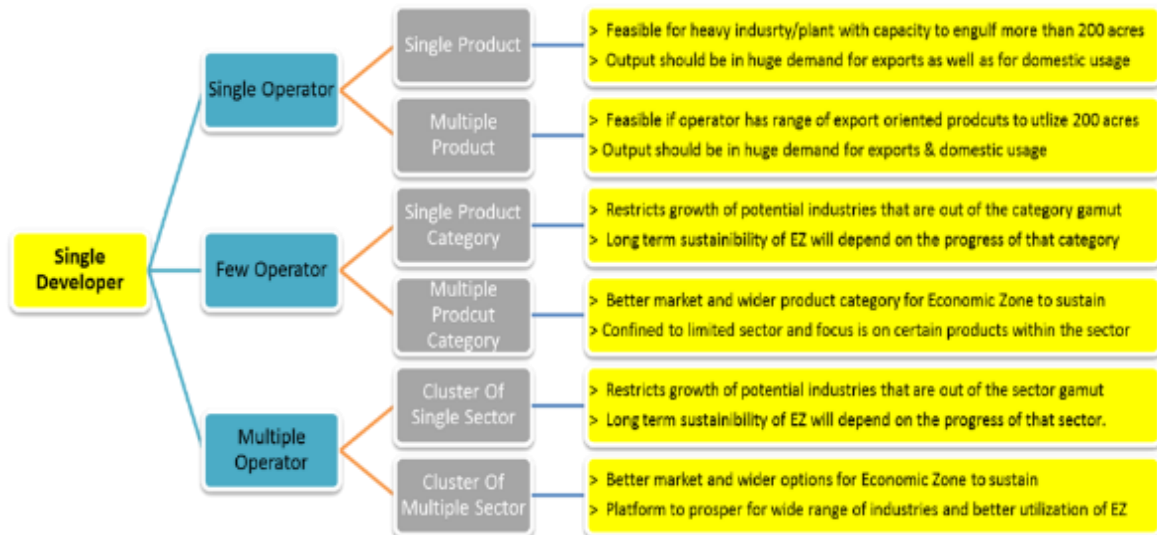 Single
Developer
Single Operator
Single Product
> Feasible for heavy indusrty/plant with capacity to engulf more than 200 acres
> Output should be in huge demand for exports as well as for domestic usage
Multiple
Product
> Feasible if operator has range of export oriented prodcuts to utlize 200 acres
> Output should be in huge demand for exports & domestic usage
Few Operator
Single Product
Category
> Restricts growth of potential industries that are out of the category gamut
> Long term sustainibility of EZ will depend on the progress of that category
Multiple
Prodcut
Category
> Better market and wider product category for Economic Zone to sustain
> Confined to limited sector and focus is on certain products within the sector
Multiple
Operator
Cluster Of
Single Sector
> Restricts growth of potential industries that are out of the sector gamut
> Long term sustainibility of EZ will depend on the progress of that sector.
Cluster Of
Multiple Sector
> Better market and wider options for Economic Zone to sustain
> Platform to prosper for wide range of industries and better utilization of EZ